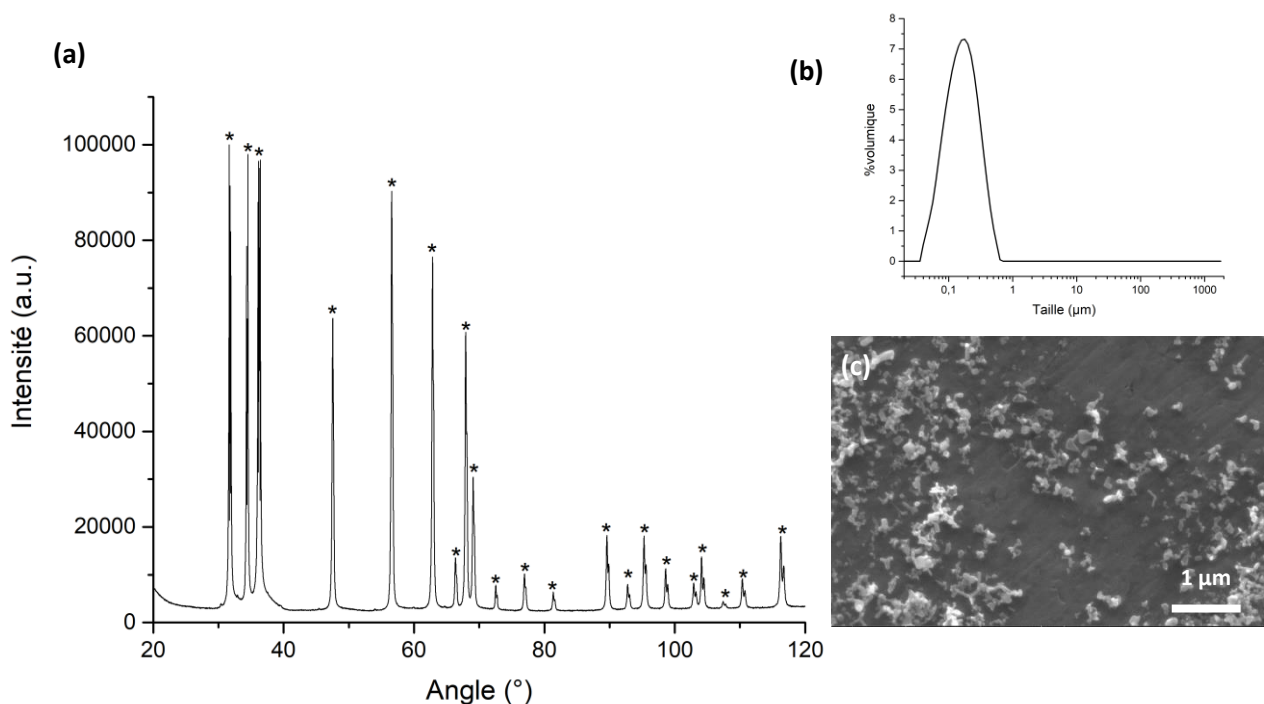 (a)
Intensité (a.u.)
100000
80000
60000
40000
20000
0
* * * * * * * * * * * * * * * * * * * * *
20 40 60 80 100 120
Angle (°)
(b)
%volumique
8
7
6
5
4
3
2
1
0
0,1 1 10 100 1000
Taille (µm)
(c)
1 µm